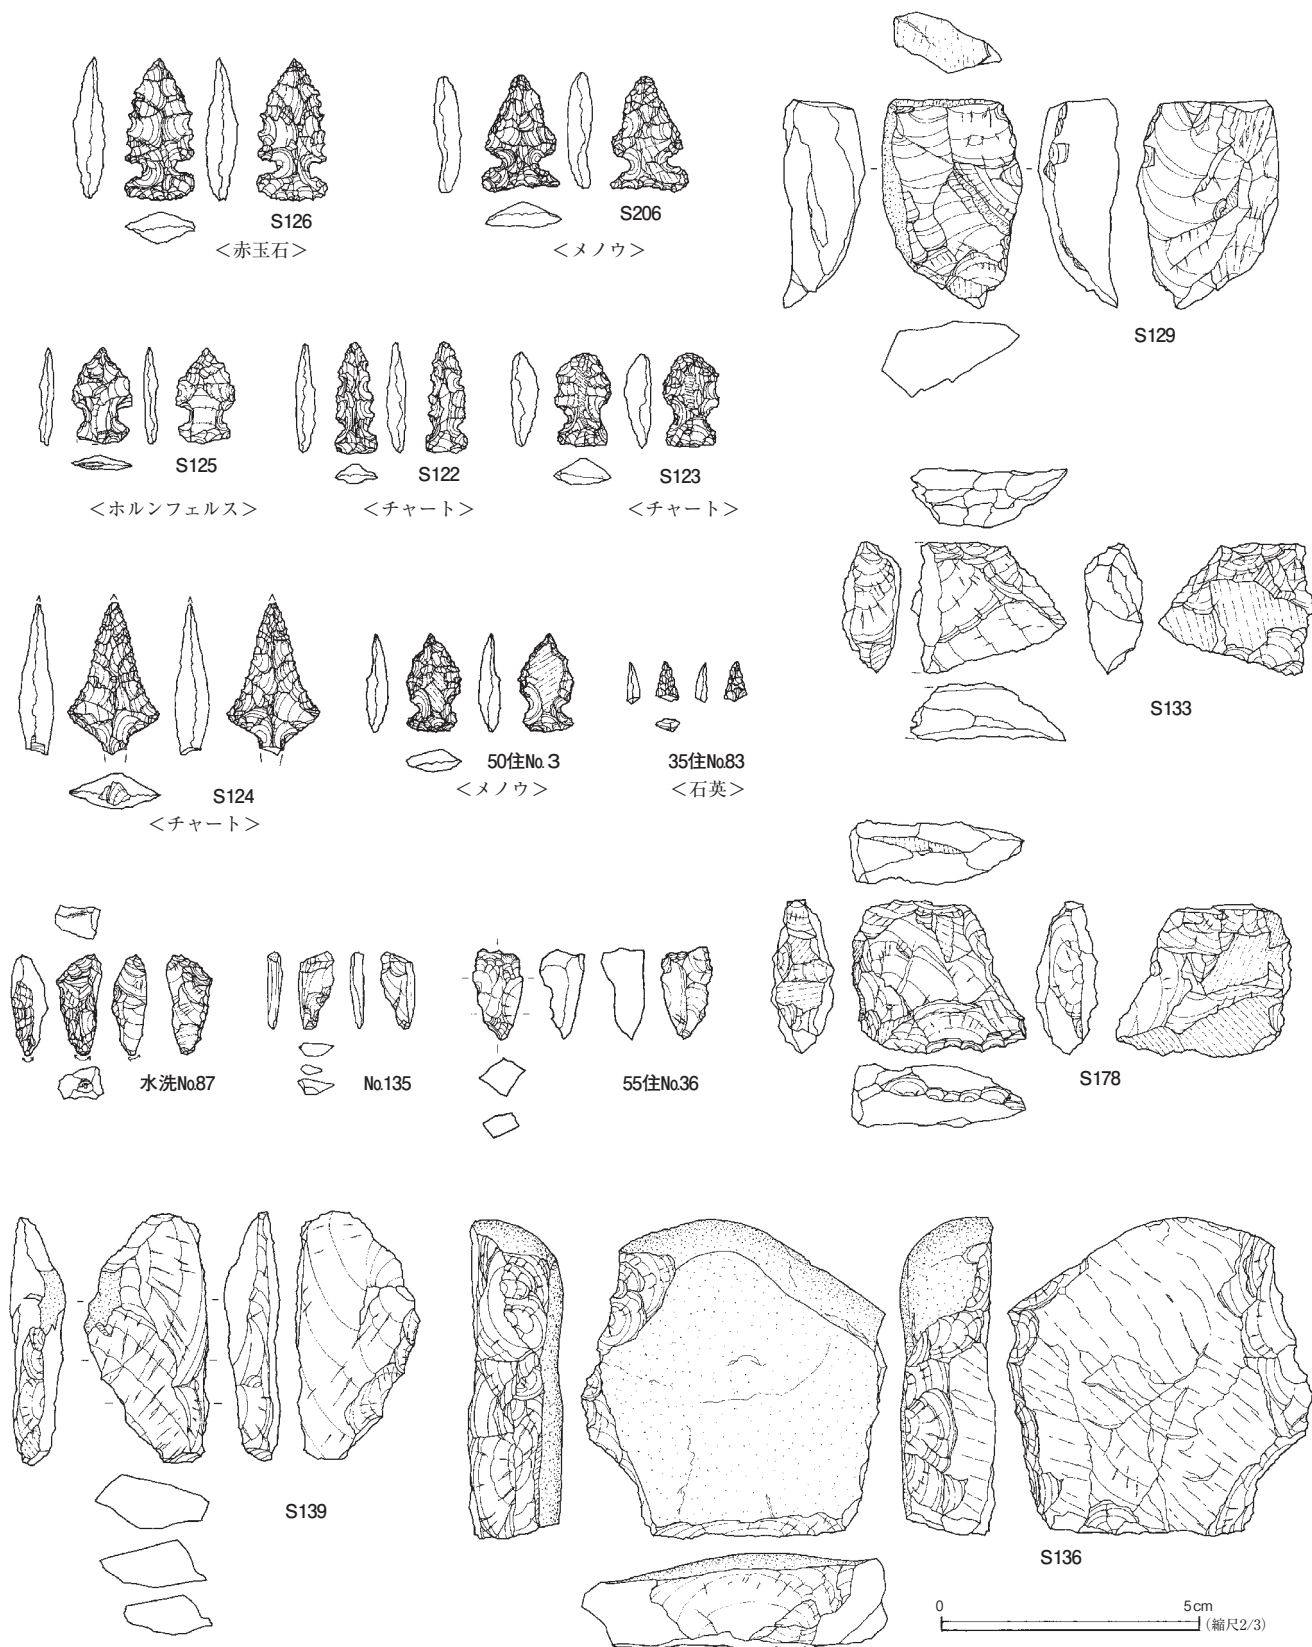 S126
<赤玉石>
S206
<メノウ>
S129
S125
<ホルンフェルス>
S122
<チャート>
S123
<チャート>
S133
S124
<チャート>
50住No.3
<メノウ>
35住No.83
<石英>
水洗No.87
No.135
55住No.36
S178
S139
S136
0 5cm
(縮尺2/3)